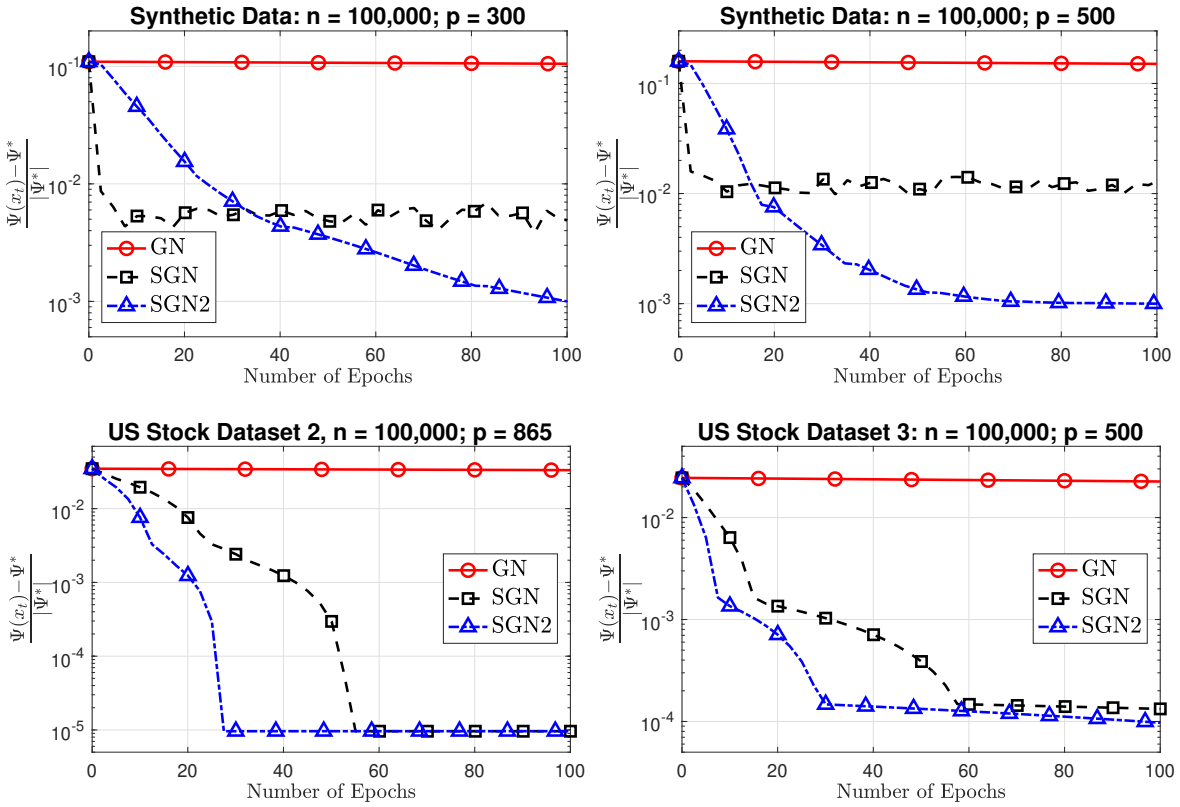 Synthetic Data: n = 100,000; p = 300
10^-1
10^-2
10^-3
Ψ(x_t)−Ψ*
|Ψ*|
GN
SGN
SGN2
0 20 40 60 80 100
Number of Epochs
Synthetic Data: n = 100,000; p = 500
10^-1
10^-2
10^-3
Ψ(x_t)−Ψ*
|Ψ*|
GN
SGN
SGN2
0 20 40 60 80 100
Number of Epochs
US Stock Dataset 2, n = 100,000; p = 865
10^-2
10^-3
10^-4
10^-5
Ψ(x_t)−Ψ*
|Ψ*|
GN
SGN
SGN2
0 20 40 60 80 100
Number of Epochs
US Stock Dataset 3: n = 100,000; p = 500
10^-2
10^-3
10^-4
Ψ(x_t)−Ψ*
|Ψ*|
GN
SGN
SGN2
0 20 40 60 80 100
Number of Epochs